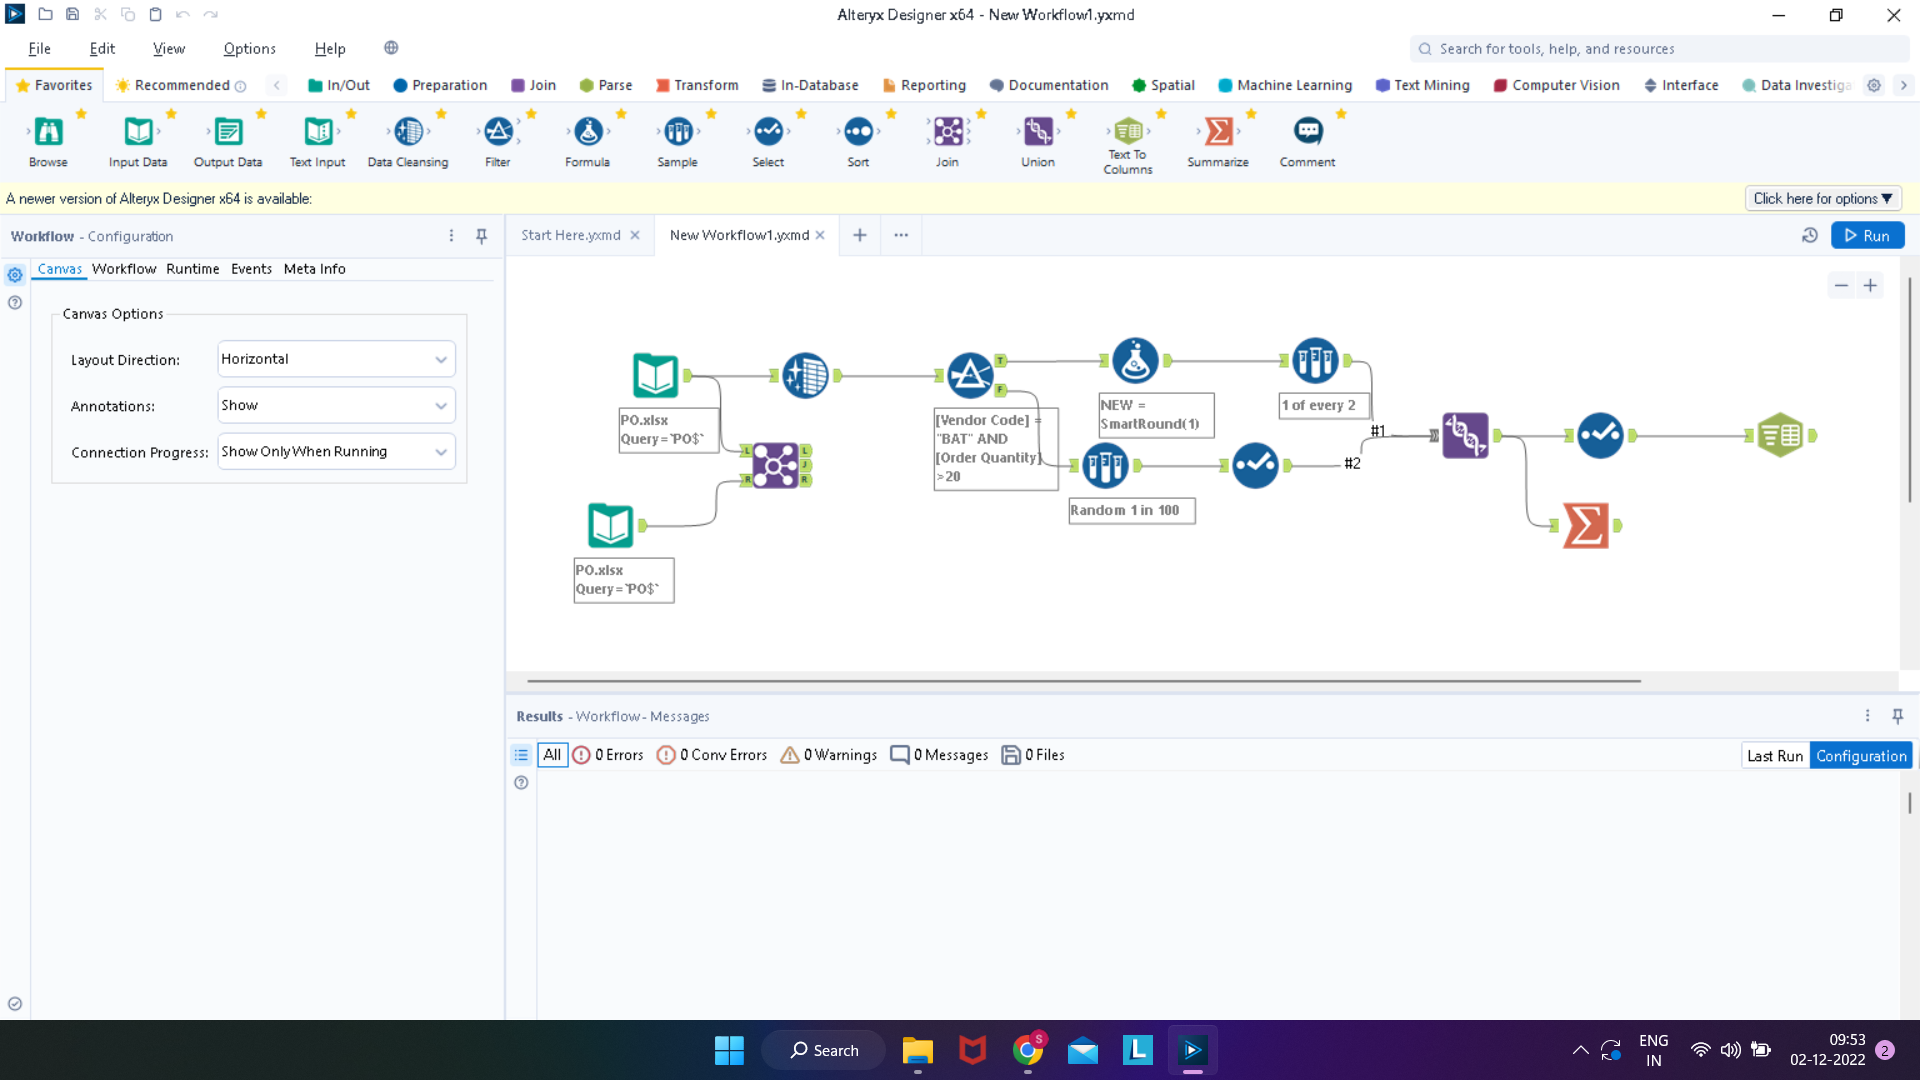 Alteryx Designer x64 - New Workflow1.yxmd
File Edit View Options Help
Search for tools, help, and resources
Favorites Recommended In/Out Preparation Join Parse Transform In-Database Reporting Documentation Spatial Machine Learning Text Mining Computer Vision Interface Data Investiga
Browse Input Data Output Data Text Input Data Cleansing Filter Formula Sample Select Sort Join Union Text To Columns Summarize Comment
A newer version of Alteryx Designer x64 is available:
Click here for options ▼
Workflow - Configuration
Start Here.yxmd
New Workflow1.yxmd
Run
Canvas Workflow Runtime Events Meta Info
Canvas Options
Layout Direction: Horizontal
Annotations: Show
Connection Progress: Show Only When Running
PO.xlsx
Query=`PO$`
L
R
L
J
R
PO.xlsx
Query=`PO$`
T
F
[Vendor Code] =
"BAT" AND
[Order Quantity]
>20
NEW =
SmartRound(1)
1 of every 2
Random 1 in 100
#1
#2
Results - Workflow - Messages
All 0 Errors 0 Conv Errors 0 Warnings 0 Messages 0 Files
Last Run Configuration
Search
S
L
ENG
IN
09:53
02-12-2022
2